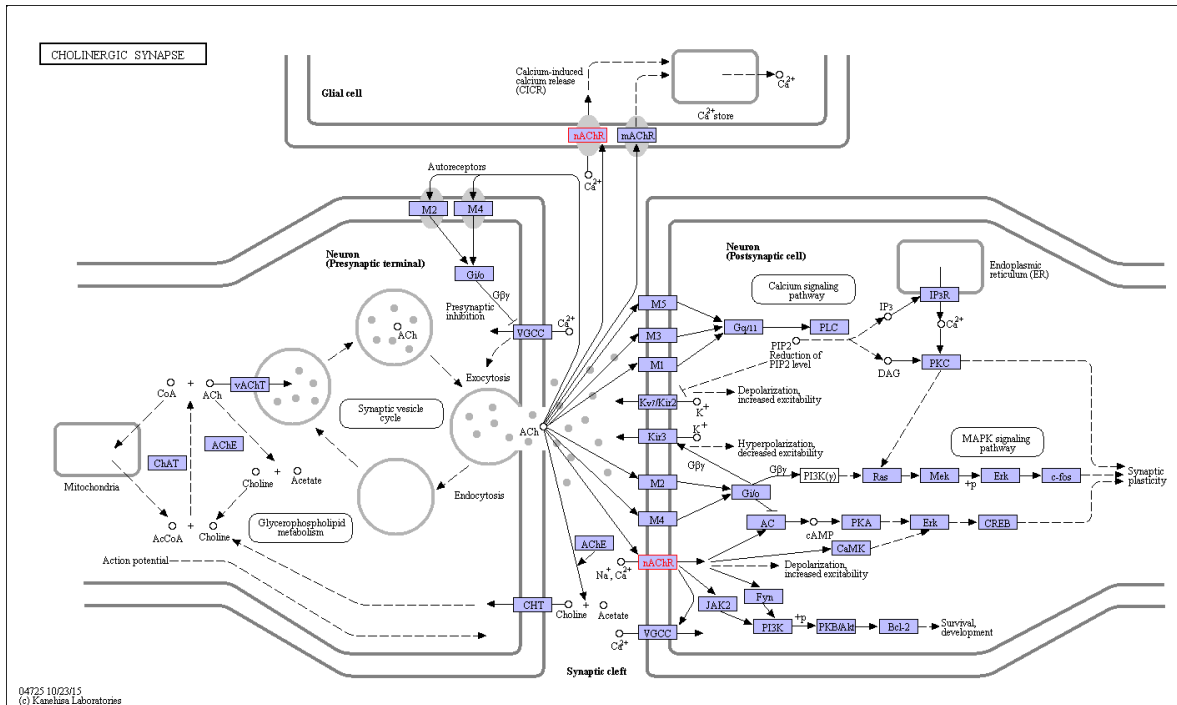 CHOLINERGIC SYNAPSE
Glial cell
Calcium-induced
calcium release
(CICR)
Ca2+
Ca2+ store
nAChR
mAChR
Ca2+
Autoreceptors
M2
M4
Neuron
(Presynaptic terminal)
Gi/o
Gβγ
Presynaptic
inhibition
VGCC
Ca2+
Exocytosis
ACh
CoA
+
ACh
vAChT
Synaptic vesicle
cycle
ACh
AChE
ChAT
Mitochondria
Choline
+
Acetate
Endocytosis
Glycerophospholipid
metabolism
AcCoA
+
Choline
Action potential
CHT
Choline
+
Acetate
AChE
Na+, Ca2+
Ca2+
Synaptic cleft
Neuron
(Postsynaptic cell)
Calcium signaling
pathway
Endoplasmic
reticulum (ER)
M5
M3
M1
Gq/11
PLC
IP3
IP3R
Ca2+
PIP2
Reduction of
PIP2 level
DAG
PKC
Kv7/Kir2
K+
Depolarization,
increased excitability
Kir3
K+
Hyperpolarization,
decreased excitability
Gβγ
MAPK signaling
pathway
M2
Gi/o
Gβγ
PI3K(γ)
Ras
Mek
+p
Erk
c-fos
Synaptic
plasticity
M4
AC
cAMP
PKA
Erk
CREB
CaMK
nAChR
Depolarization,
increased excitability
JAK2
Fyn
PI3K
+p
PKB/Akt
Bcl-2
Survival,
development
VGCC
04725 10/23/15
(c) Kanehisa Laboratories